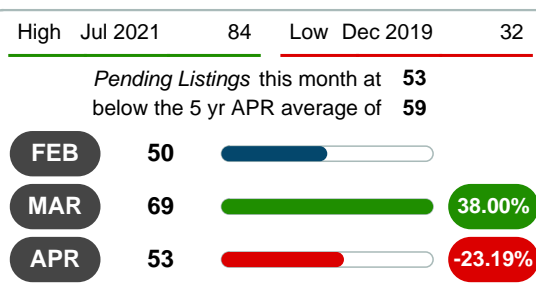 High Jul 2021 84 Low Dec 2019 32
Pending Listings this month at 53
below the 5 yr APR average of 59
FEB 50
MAR 69 38.00%
APR 53 -23.19%